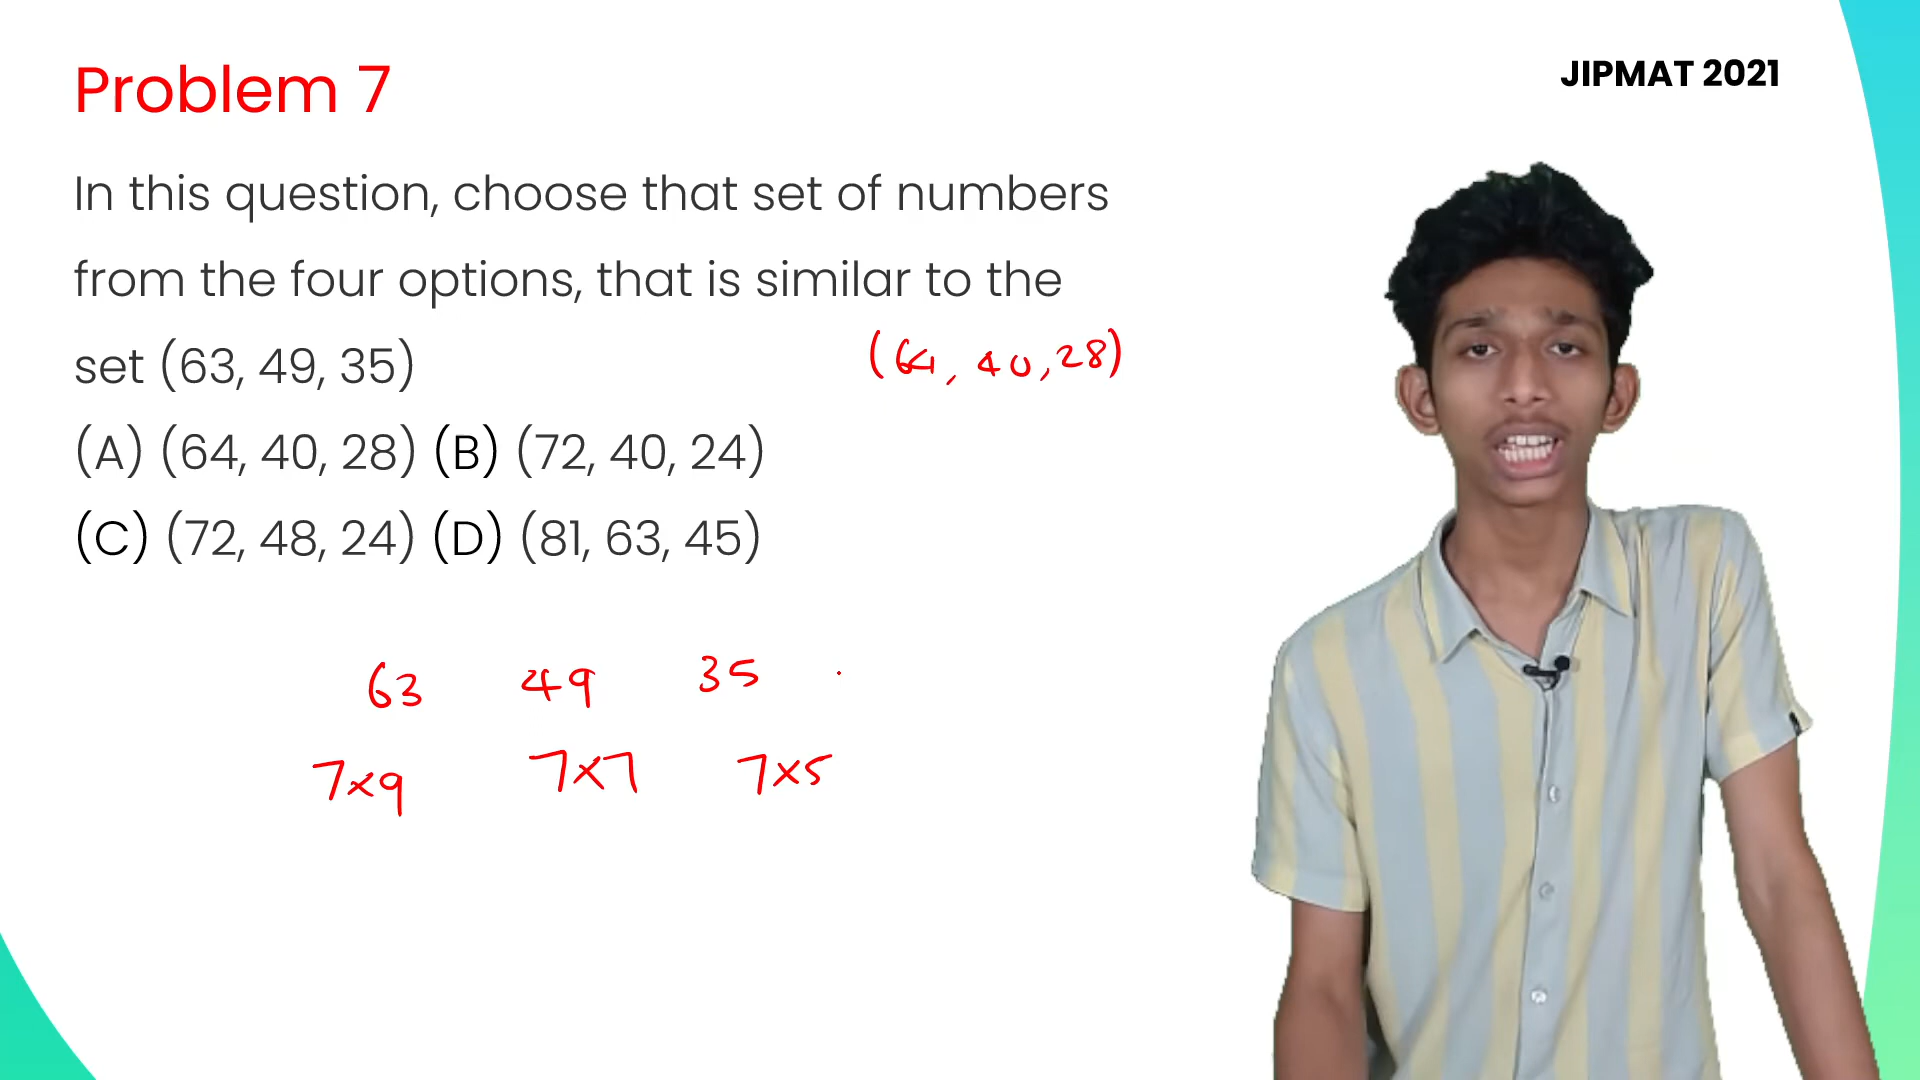 Problem 7
JIPMAT 2021
In this question, choose that set of numbers
from the four options, that is similar to the
set (63, 49, 35)
(64, 40, 28)
(A) (64, 40, 28) (B) (72, 40, 24)
(C) (72, 48, 24) (D) (81, 63, 45)
63 49 35
7×9 7×7 7×5